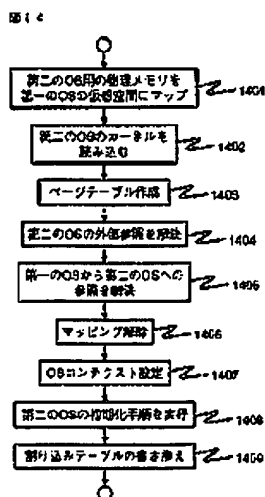 図14
第二のOS用の物理メモリを
第一のOSの仮想空間にマップ
1401
第二のOSのカーネルを
読み込む
1402
ページテーブル作成
1403
第二のOSの外部参照を解決
1404
第一のOSから第二のOSへの
参照を解決
1405
マッピング解除
1406
OSコンテクスト設定
1407
第二のOSの初期化手順を実行
1408
割り込みテーブルの書き換え
1409